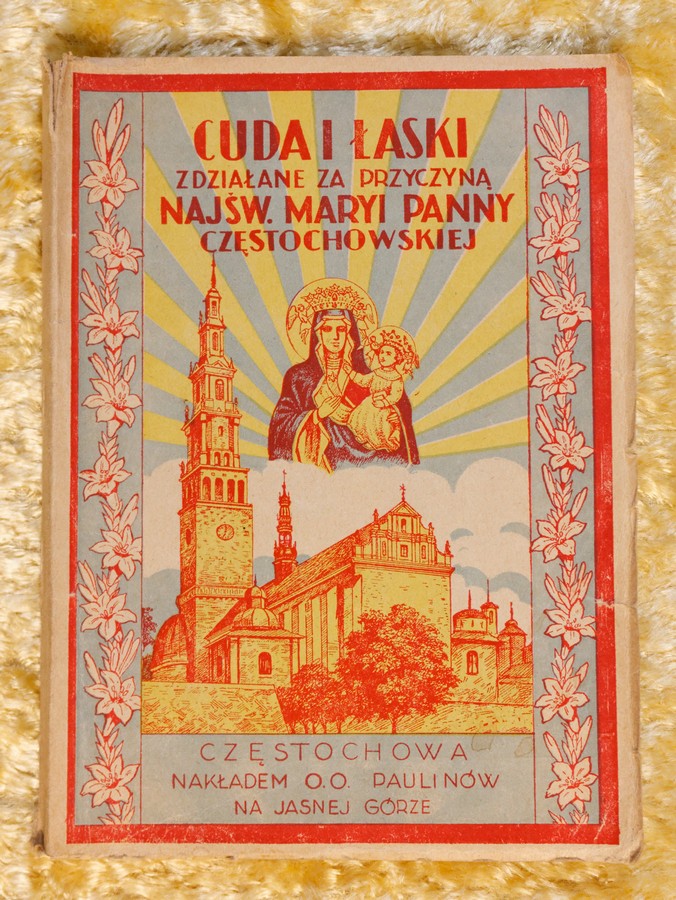 CUDA I ŁASKI
ZDZIAŁANE ZA PRZYCZYNĄ
NAJŚW. MARYI PANNY
CZĘSTOCHOWSKIEJ
CZĘSTOCHOWA
NAKŁADEM O.O. PAULINÓW
NA JASNEJ GÓRZE